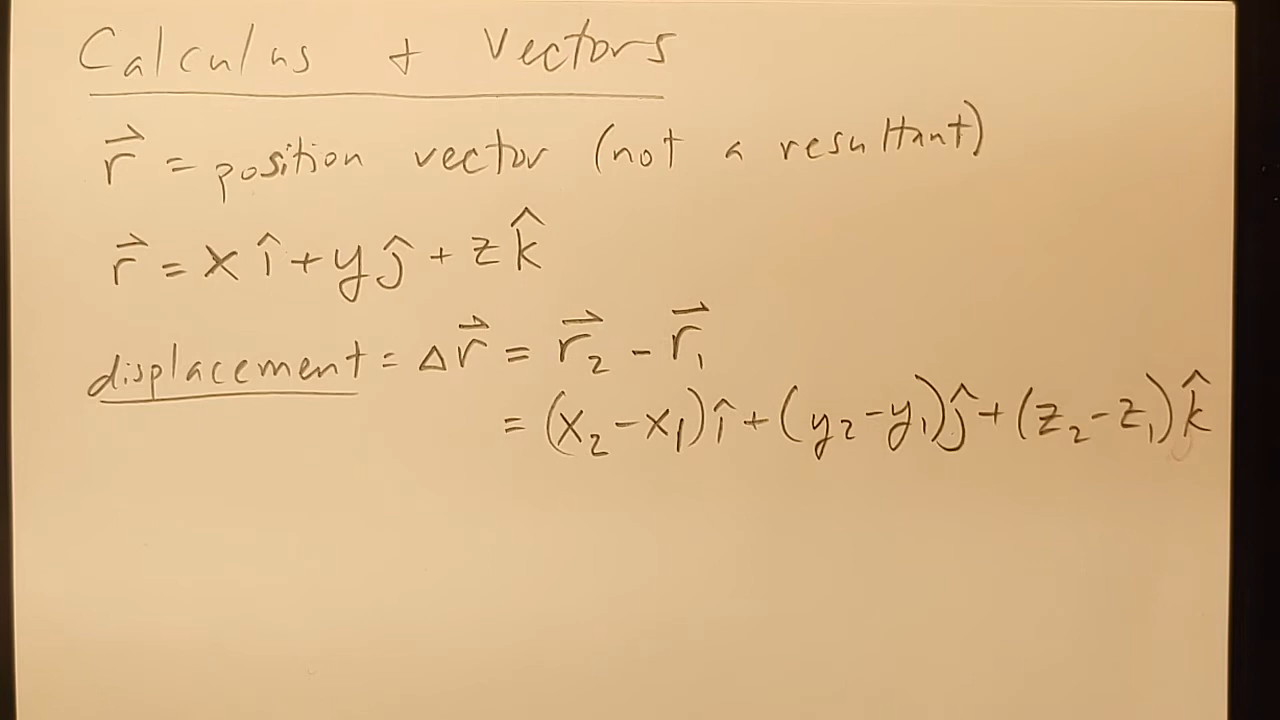 Calculus + Vectors
r⃗ = position vector (not a resultant)
r⃗ = x î + y ĵ + z k̂
displacement = Δr⃗ = r⃗₂ - r⃗₁
= (x₂-x₁)î + (y₂-y₁)ĵ + (z₂-z₁)k̂